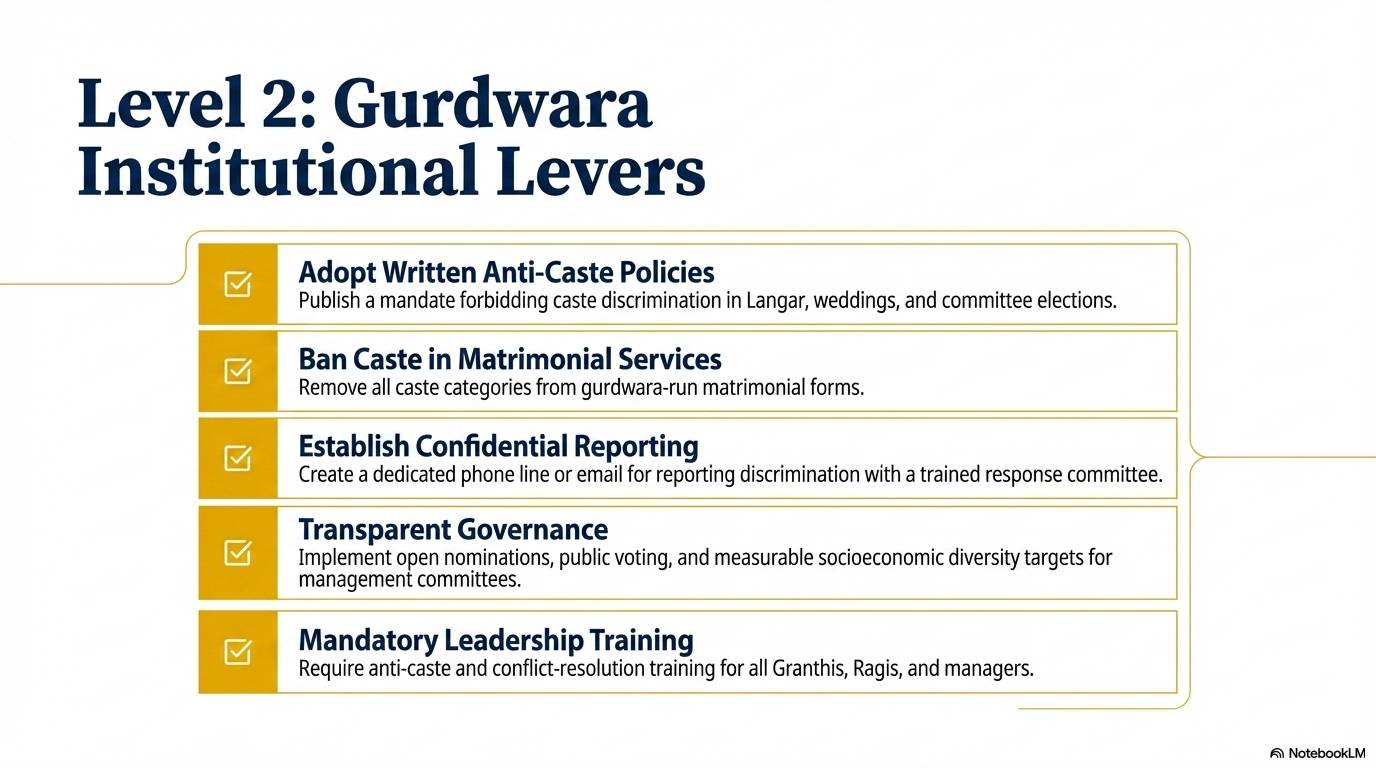 Level 2: Gurdwara
Institutional Levers
Adopt Written Anti-Caste Policies
Publish a mandate forbidding caste discrimination in Langar, weddings, and committee elections.
Ban Caste in Matrimonial Services
Remove all caste categories from gurdwara-run matrimonial forms.
Establish Confidential Reporting
Create a dedicated phone line or email for reporting discrimination with a trained response committee.
Transparent Governance
Implement open nominations, public voting, and measurable socioeconomic diversity targets for
management committees.
Mandatory Leadership Training
Require anti-caste and conflict-resolution training for all Granthis, Ragis, and managers.
NotebookLM